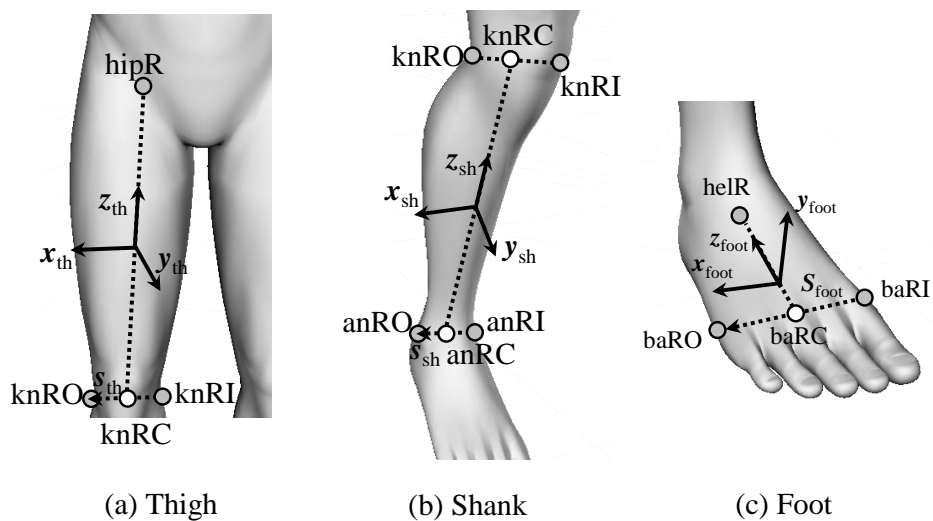 hipR
z_th
x_th
y_th
s_th
knRO
knRI
knRC
(a) Thigh
knRC
knRO
knRI
z_sh
x_sh
y_sh
anRO
anRI
s_sh
anRC
(b) Shank
helR
y_foot
z_foot
x_foot
S_foot
baRI
baRO
baRC
(c) Foot